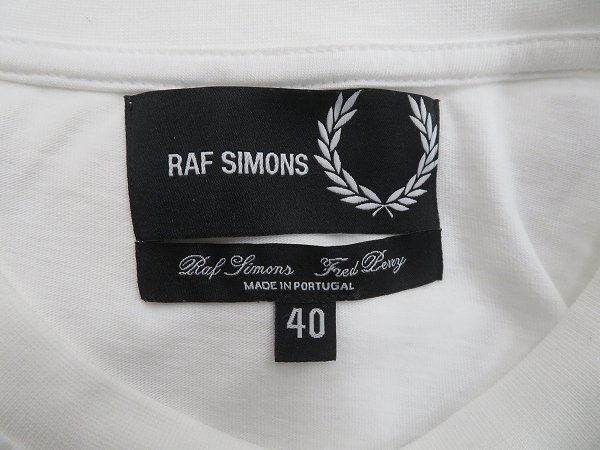 RAF SIMONS
Raf Simons Fred Perry
MADE IN PORTUGAL
40